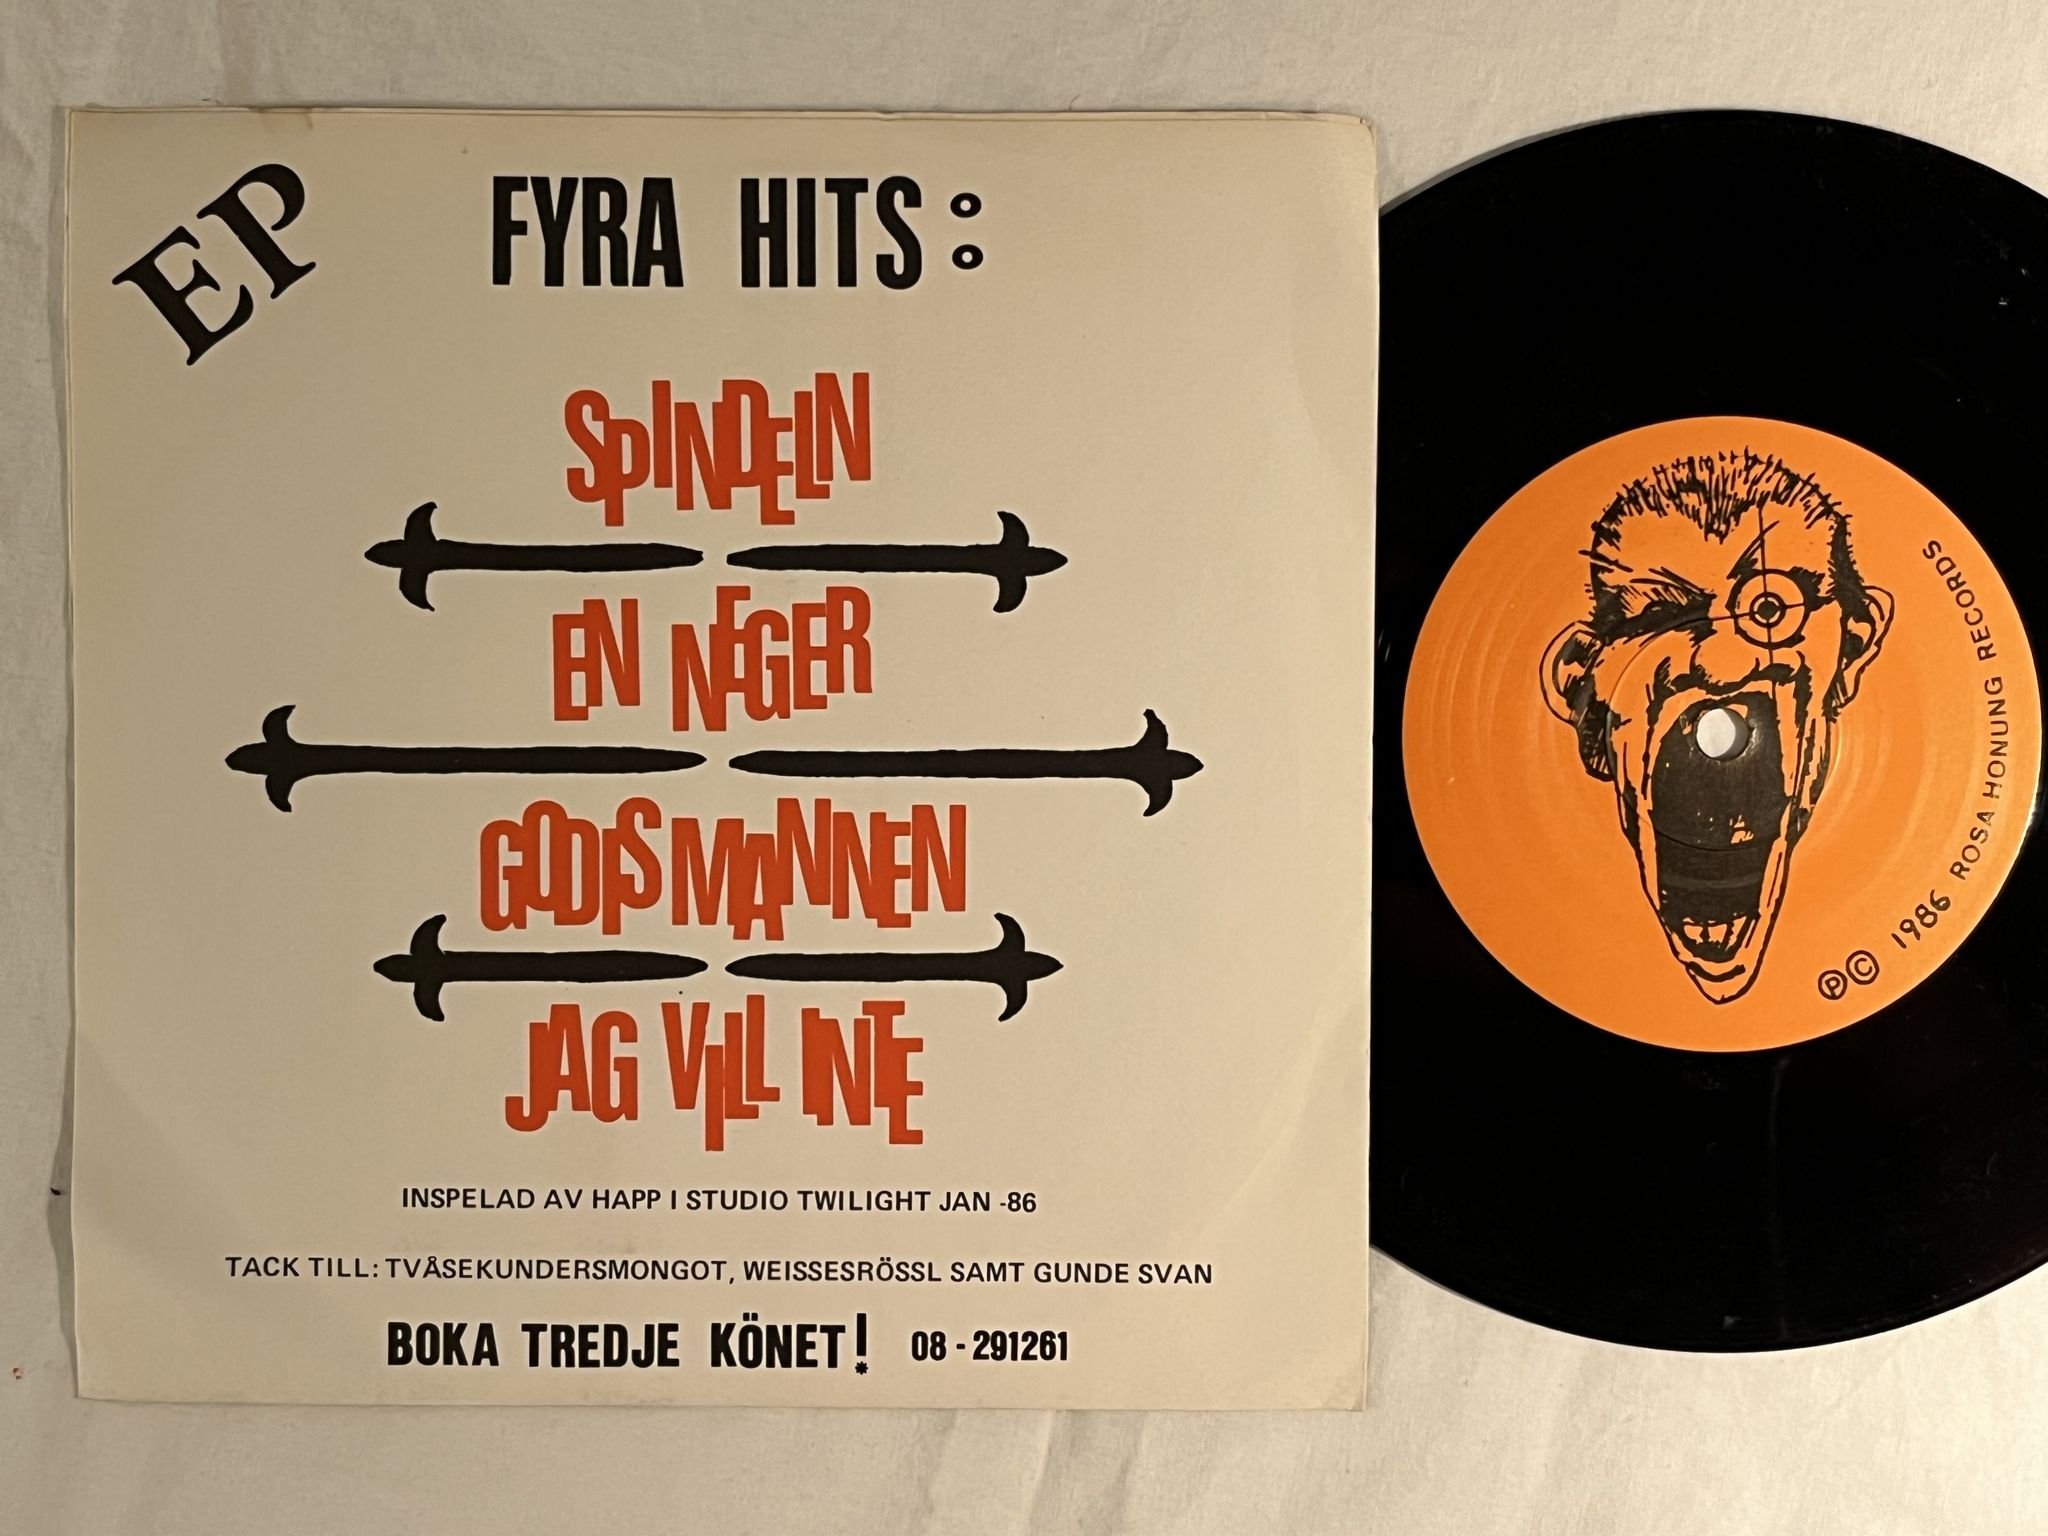 EP
FYRA HITS:
SPINDELN
EN NEGER
GODISMANNEN
JAG VILL INTE
INSPELAD AV HAPP I STUDIO TWILIGHT JAN -86
TACK TILL: TVÅSEKUNDERSMONGOT, WEISSESRÖSSL SAMT GUNDE SVAN
BOKA TREDJE KÖNET! 08-291261
Ⓟ© 1986 ROSA HONUNG RECORDS